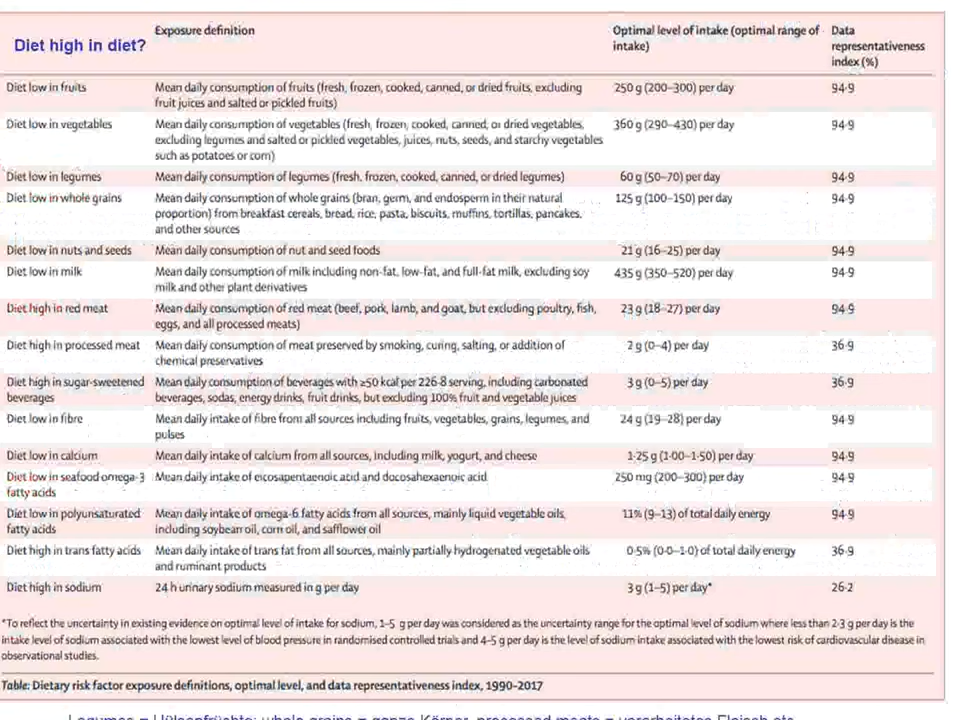 Diet high in diet?
Exposure definition
Optimal level of intake (optimal range of
intake)
Data
representativeness
index (%)
Diet low in fruits
Mean daily consumption of fruits (fresh, frozen, cooked, canned, or dried fruits, excluding
fruit juices and salted or pickled fruits)
250 g (200–300) per day
94·9
Diet low in vegetables
Mean daily consumption of vegetables (fresh, frozen, cooked, canned, or dried vegetables,
excluding legumes and salted or pickled vegetables, juices, nuts, seeds, and starchy vegetables
such as potatoes or corn)
360 g (290–430) per day
94·9
Diet low in legumes
Mean daily consumption of legumes (fresh, frozen, cooked, canned, or dried legumes)
60 g (50–70) per day
94·9
Diet low in whole grains
Mean daily consumption of whole grains (bran, germ, and endosperm in their natural
proportion) from breakfast cereals, bread, rice, pasta, biscuits, muffins, tortillas, pancakes,
and other sources
125 g (100–150) per day
94·9
Diet low in nuts and seeds
Mean daily consumption of nut and seed foods
21 g (16–25) per day
94·9
Diet low in milk
Mean daily consumption of milk including non-fat, low-fat, and full-fat milk, excluding soy
milk and other plant derivatives
435 g (350–520) per day
94·9
Diet high in red meat
Mean daily consumption of red meat (beef, pork, lamb, and goat, but excluding poultry, fish,
eggs, and all processed meats)
23 g (18–27) per day
94·9
Diet high in processed meat
Mean daily consumption of meat preserved by smoking, curing, salting, or addition of
chemical preservatives
2 g (0–4) per day
36·9
Diet high in sugar-sweetened
beverages
Mean daily consumption of beverages with ≥50 kcal per 226·8 serving, including carbonated
beverages, sodas, energy drinks, fruit drinks, but excluding 100% fruit and vegetable juices
3 g (0–5) per day
36·9
Diet low in fibre
Mean daily intake of fibre from all sources including fruits, vegetables, grains, legumes, and
pulses
24 g (19–28) per day
94·9
Diet low in calcium
Mean daily intake of calcium from all sources, including milk, yogurt, and cheese
1·25 g (1·00–1·50) per day
94·9
Diet low in seafood omega-3
fatty acids
Mean daily intake of eicosapentaenoic acid and docosahexaenoic acid
250 mg (200–300) per day
94·9
Diet low in polyunsaturated
fatty acids
Mean daily intake of omega-6 fatty acids from all sources, mainly liquid vegetable oils,
including soybean oil, corn oil, and safflower oil
11% (9–13) of total daily energy
94·9
Diet high in trans fatty acids
Mean daily intake of trans fat from all sources, mainly partially hydrogenated vegetable oils
and ruminant products
0·5% (0·0–1·0) of total daily energy
36·9
Diet high in sodium
24 h urinary sodium measured in g per day
3 g (1–5) per day*
26·2
*To reflect the uncertainty in existing evidence on optimal level of intake for sodium, 1–5 g per day was considered as the uncertainty range for the optimal level of sodium where less than 2·3 g per day is the
intake level of sodium associated with the lowest level of blood pressure in randomised controlled trials and 4–5 g per day is the level of sodium intake associated with the lowest risk of cardiovascular disease in
observational studies.
Table: Dietary risk factor exposure definitions, optimal level, and data representativeness index, 1990–2017
Legumes = Hülsenfrüchte; whole grains = ganze Körner, processed meats = verarbeitetes Fleisch etc